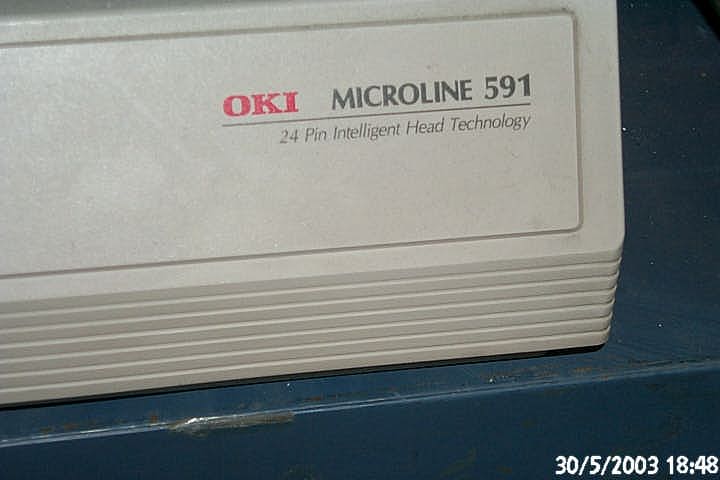 OKI MICROLINE 591
24 Pin Intelligent Head Technology
30/5/2003 18:48